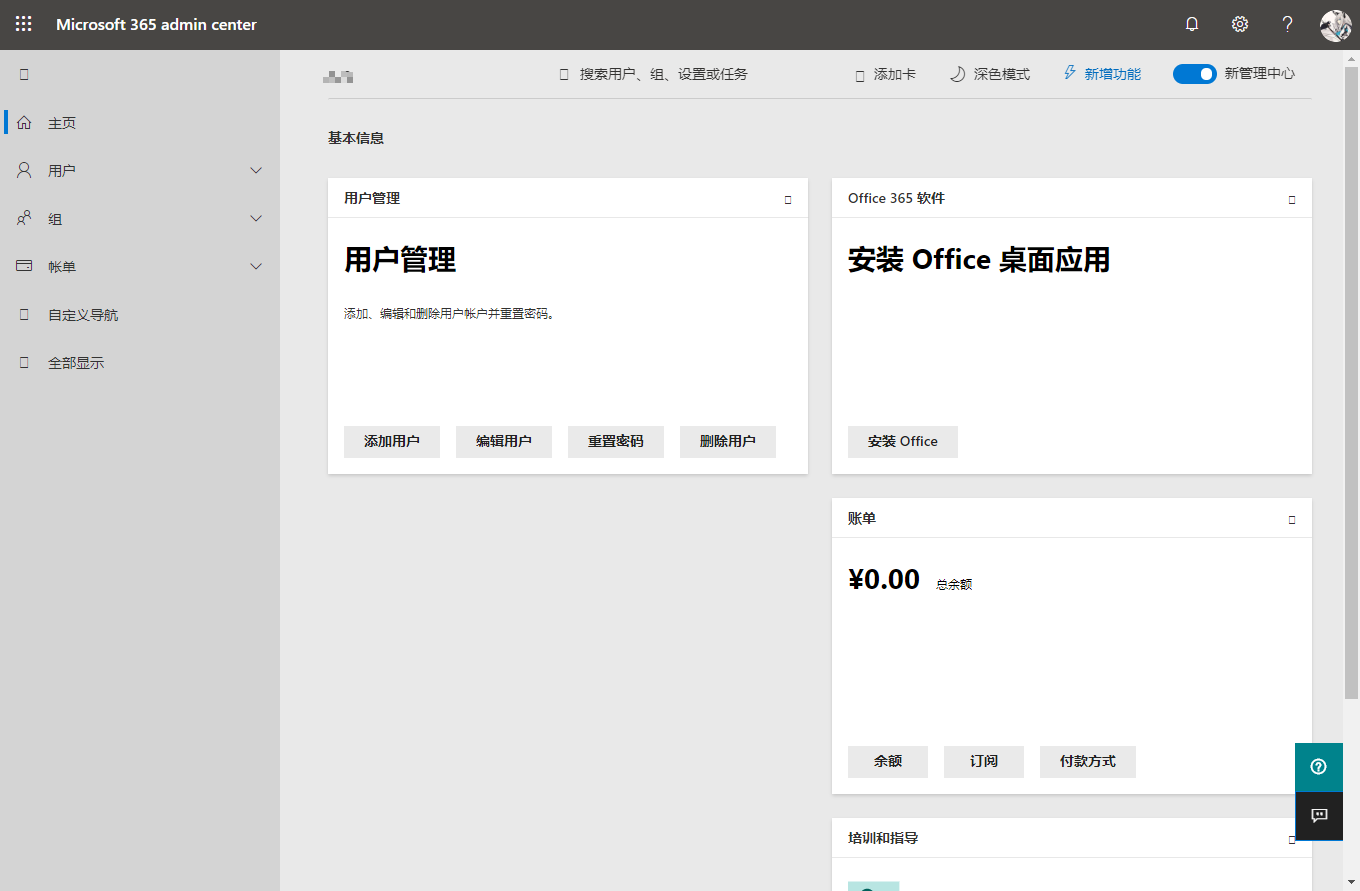 Microsoft 365 admin center
搜索用户、组、设置或任务
添加卡
深色模式
新增功能
新管理中心
主页
用户
组
帐单
自定义导航
全部显示
基本信息
用户管理
用户管理
添加、编辑和删除用户帐户并重置密码。
添加用户
编辑用户
重置密码
删除用户
Office 365 软件
安装 Office 桌面应用
安装 Office
账单
¥0.00 总余额
余额
订阅
付款方式
培训和指导